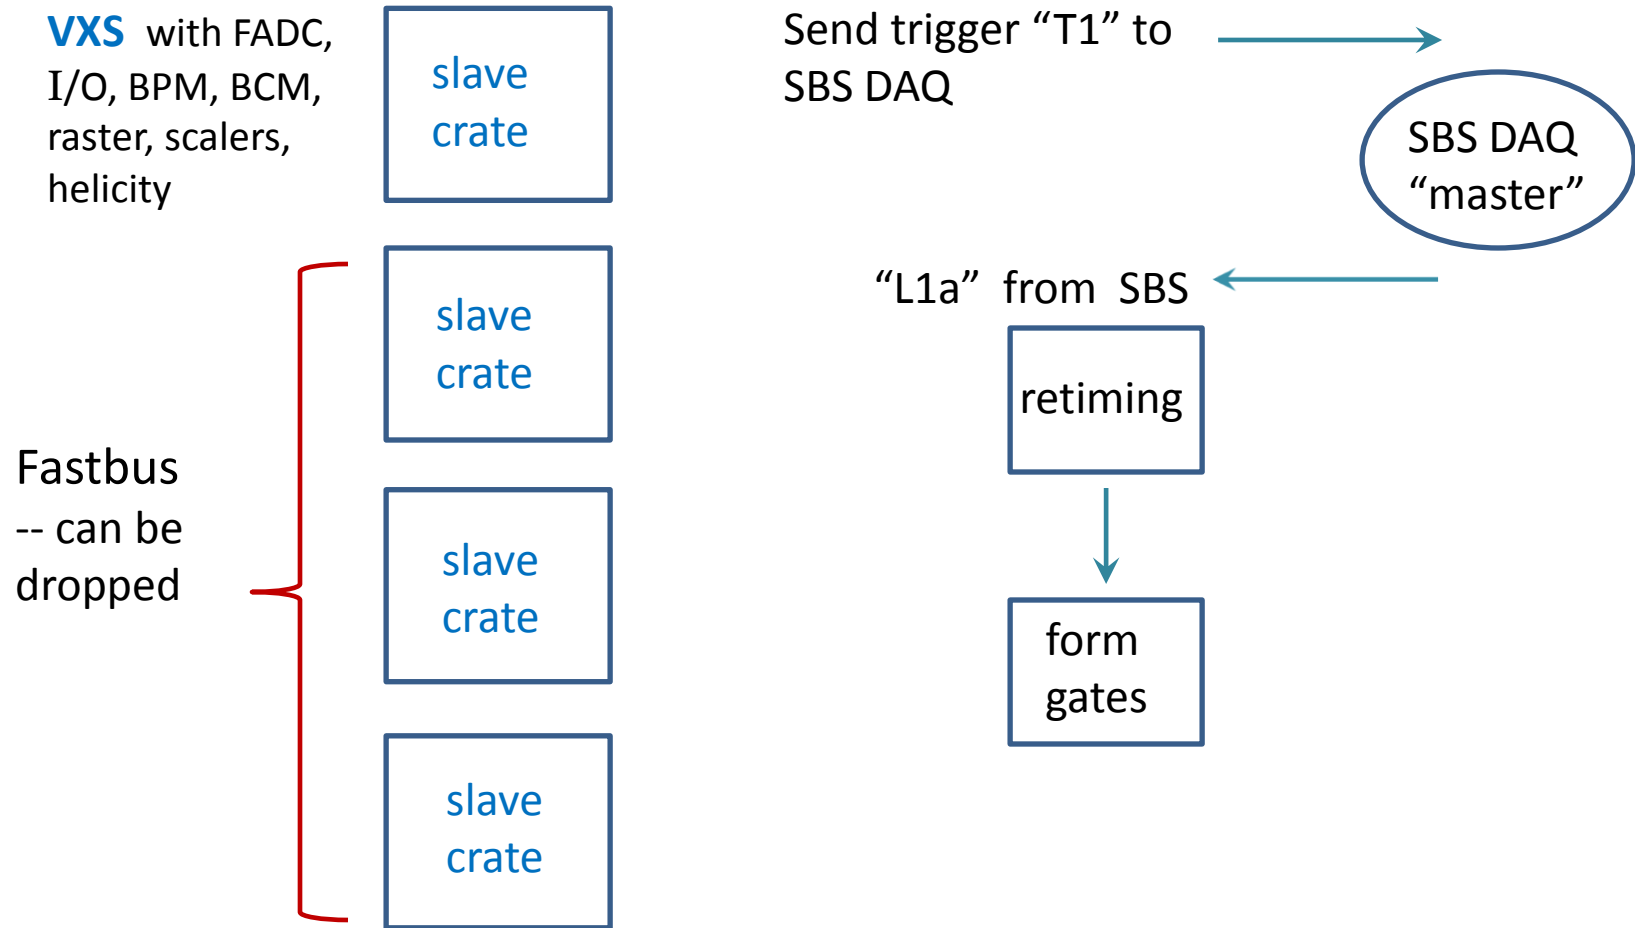 VXS with FADC,
I/O, BPM, BCM,
raster, scalers,
helicity
slave
crate
Send trigger “T1” to
SBS DAQ
SBS DAQ
“master”
slave
crate
“L1a” from SBS
retiming
Fastbus
-- can be
dropped
slave
crate
form
gates
slave
crate